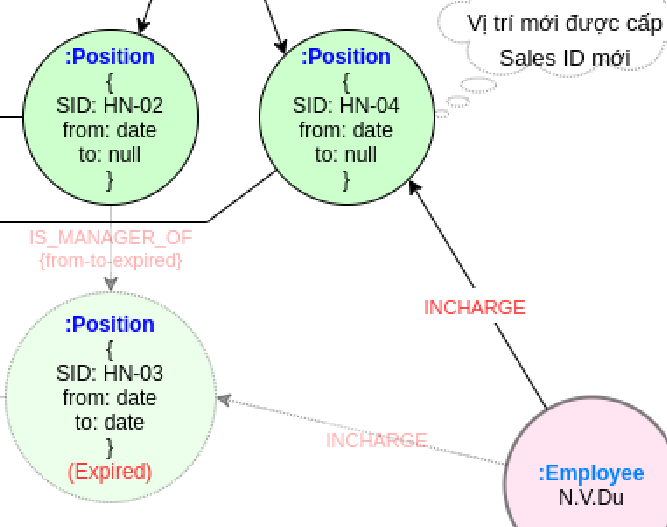 Vị trí mới được cấp
Sales ID mới
:Position
{
SID: HN-02
from: date
to: null
}
:Position
{
SID: HN-04
from: date
to: null
}
IS_MANAGER_OF
{from-to-expired}
INCHARGE
:Position
{
SID: HN-03
from: date
to: date
}
(Expired)
INCHARGE
:Employee
N.V.Du